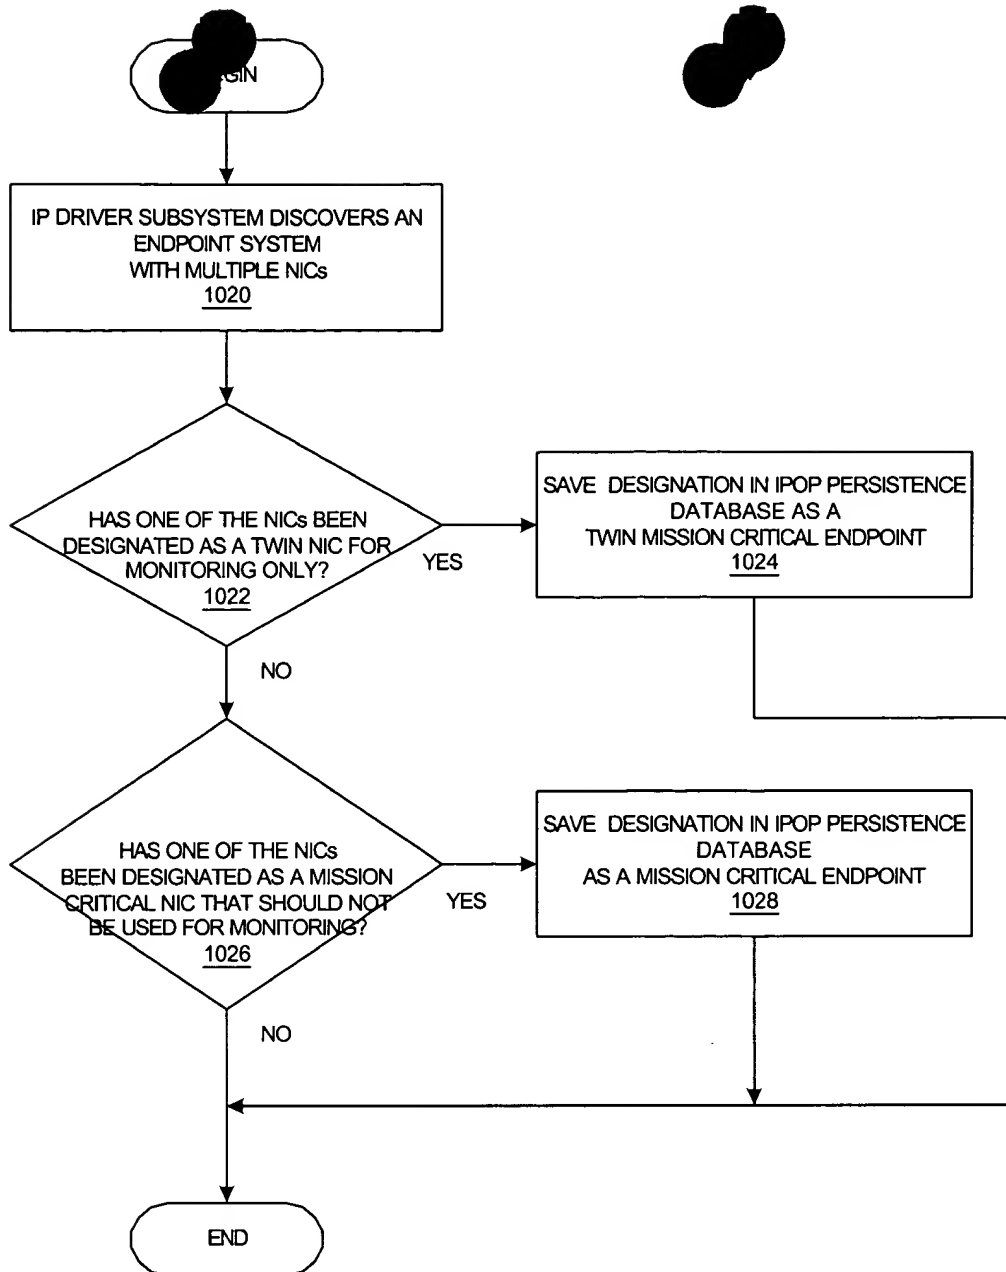 IP DRIVER SUBSYSTEM DISCOVERS AN
ENDPOINT SYSTEM
WITH MULTIPLE NICs
1020
HAS ONE OF THE NICs BEEN
DESIGNATED AS A TWIN NIC FOR
MONITORING ONLY?
1022
YES
NO
SAVE DESIGNATION IN IPOP PERSISTENCE
DATABASE AS A
TWIN MISSION CRITICAL ENDPOINT
1024
HAS ONE OF THE NICs
BEEN DESIGNATED AS A MISSION
CRITICAL NIC THAT SHOULD NOT
BE USED FOR MONITORING?
1026
YES
NO
SAVE DESIGNATION IN IPOP PERSISTENCE
DATABASE
AS A MISSION CRITICAL ENDPOINT
1028
END